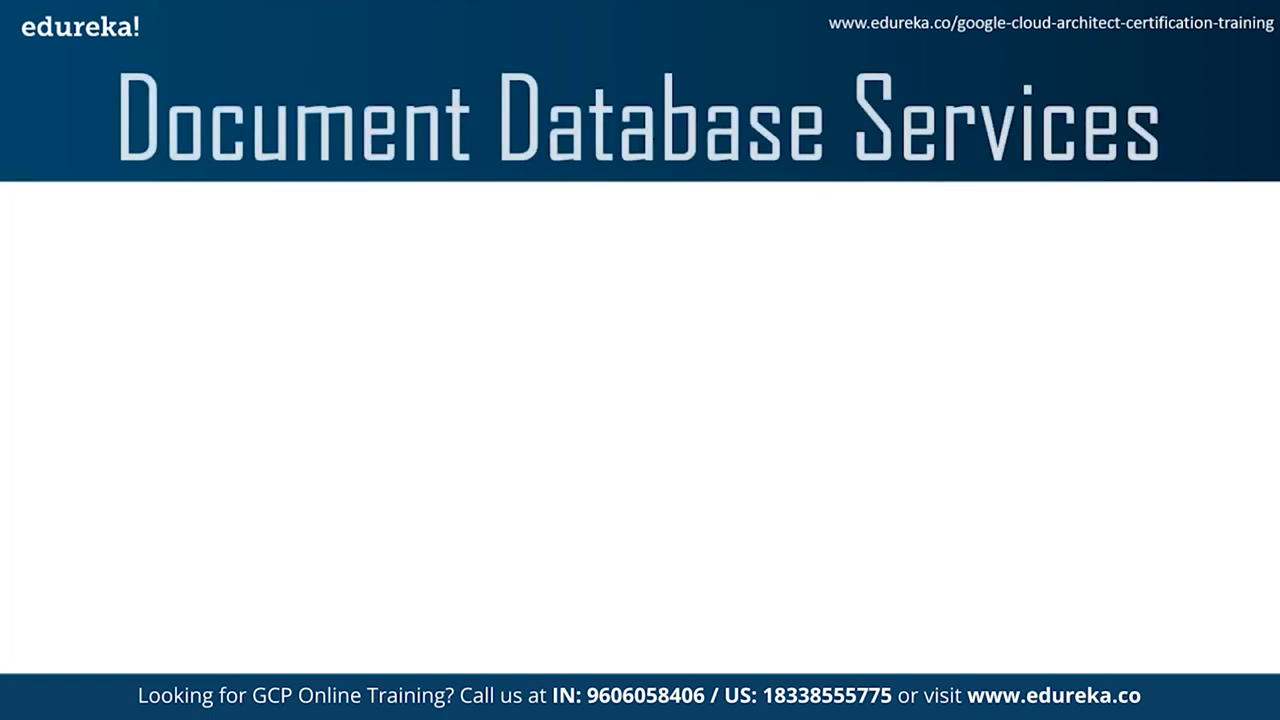 edureka!
www.edureka.co/google-cloud-architect-certification-training
Document Database Services
Looking for GCP Online Training? Call us at IN: 9606058406 / US: 18338555775 or visit www.edureka.co